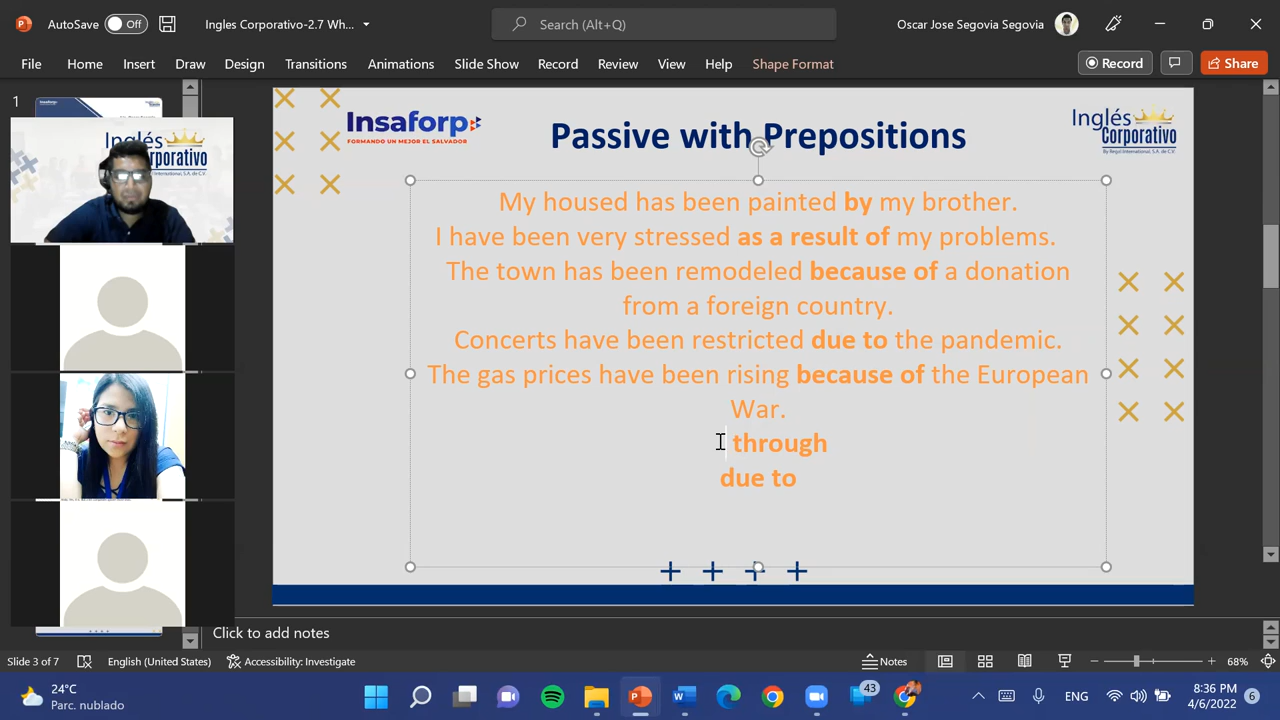 AutoSave Off Ingles Corporativo-2.7 Wh... Search (Alt+Q) Oscar Jose Segovia Segovia
File Home Insert Draw Design Transitions Animations Slide Show Record Review View Help Shape Format Record Share
1
Insaforp
FORMANDO UN MEJOR EL SALVADOR
Passive with Prepositions
Inglés
Corporativo
By Regal International, S.A. de C.V.
Inglés
orporativo
My housed has been painted by my brother.
I have been very stressed as a result of my problems.
The town has been remodeled because of a donation
from a foreign country.
Concerts have been restricted due to the pandemic.
The gas prices have been rising because of the European
War.
through
due to
Click to add notes
Slide 3 of 7 English (United States) Accessibility: Investigate Notes 68%
24°C
Parc. nublado
43
ENG
8:36 PM
4/6/2022
6